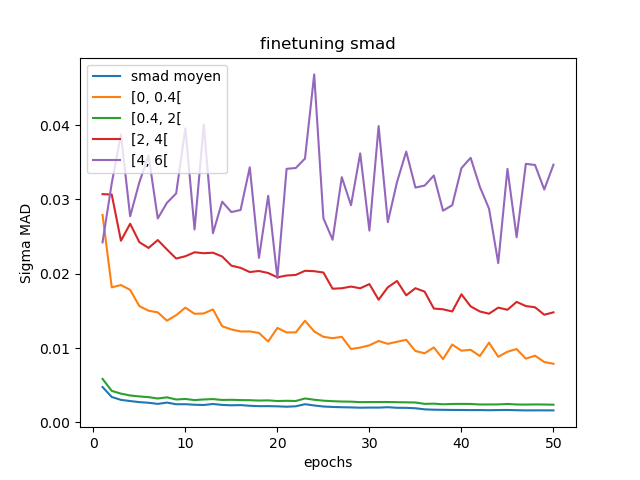 finetuning smad
smad moyen
[0, 0.4[
[0.4, 2[
[2, 4[
[4, 6[
Sigma MAD
0.04
0.03
0.02
0.01
0.00
0 10 20 30 40 50
epochs